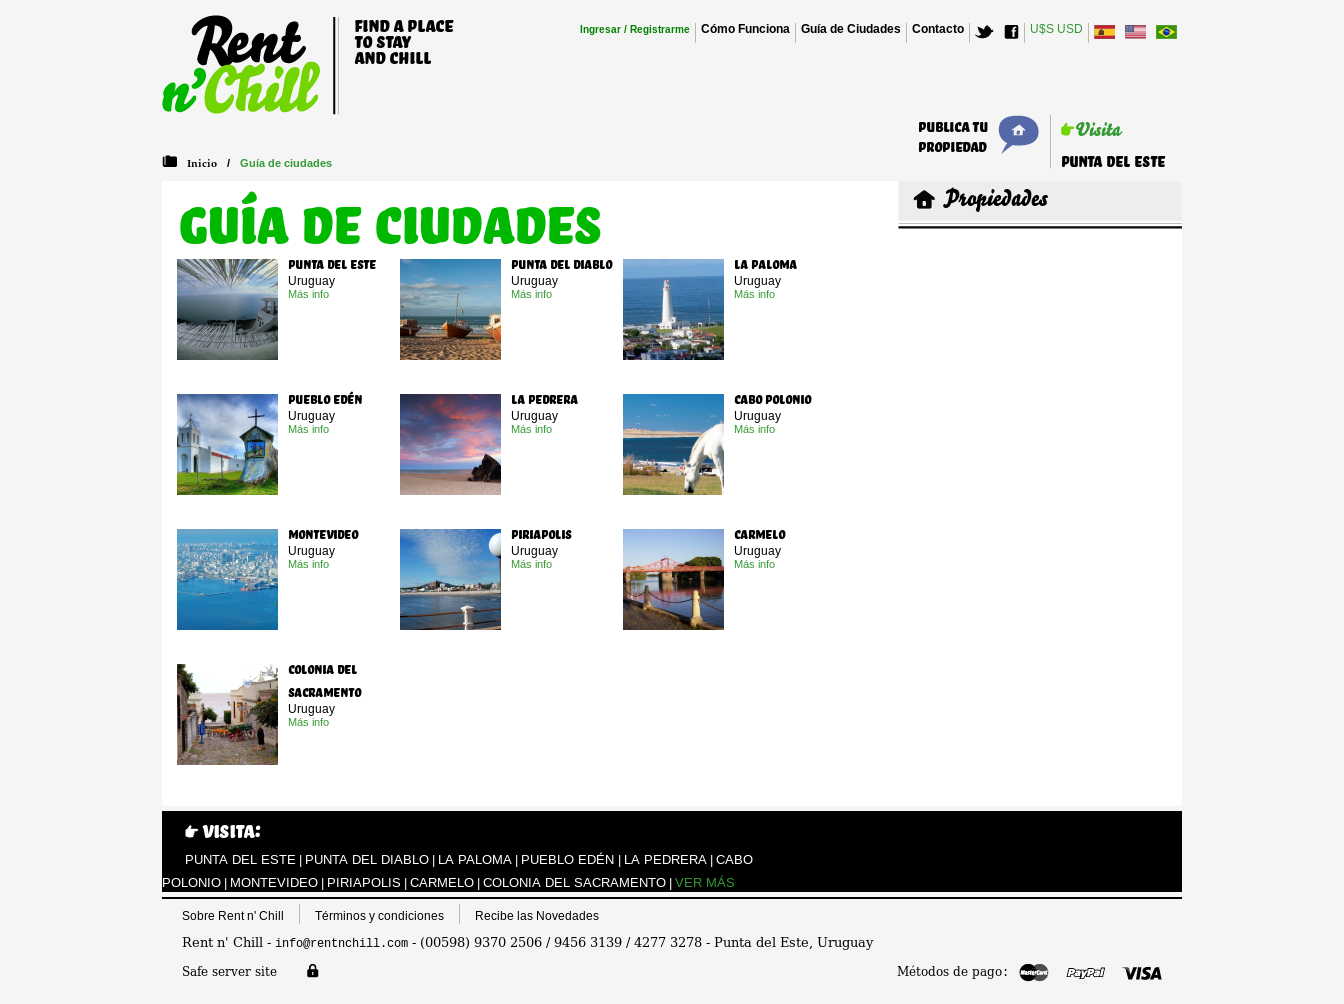 Rent
n'Chill
FIND A PLACE
TO STAY
AND CHILL
Ingresar / Registrarme
Cómo Funciona
Guía de Ciudades
Contacto
U$S USD
PUBLICA TU
PROPIEDAD
Visita
PUNTA DEL ESTE
Inicio / Guía de ciudades
GUÍA DE CIUDADES
Propiedades
PUNTA DEL ESTE
Uruguay
Más info
PUNTA DEL DIABLO
Uruguay
Más info
LA PALOMA
Uruguay
Más info
PUEBLO EDÉN
Uruguay
Más info
LA PEDRERA
Uruguay
Más info
CABO POLONIO
Uruguay
Más info
MONTEVIDEO
Uruguay
Más info
PIRIAPOLIS
Uruguay
Más info
CARMELO
Uruguay
Más info
COLONIA DEL
SACRAMENTO
Uruguay
Más info
VISITA:
PUNTA DEL ESTE | PUNTA DEL DIABLO | LA PALOMA | PUEBLO EDÉN | LA PEDRERA | CABO
POLONIO | MONTEVIDEO | PIRIAPOLIS | CARMELO | COLONIA DEL SACRAMENTO | VER MÁS
Sobre Rent n' Chill
Términos y condiciones
Recibe las Novedades
Rent n' Chill - info@rentnchill.com - (00598) 9370 2506 / 9456 3139 / 4277 3278 - Punta del Este, Uruguay
Safe server site
Métodos de pago:
MasterCard
PayPal
VISA